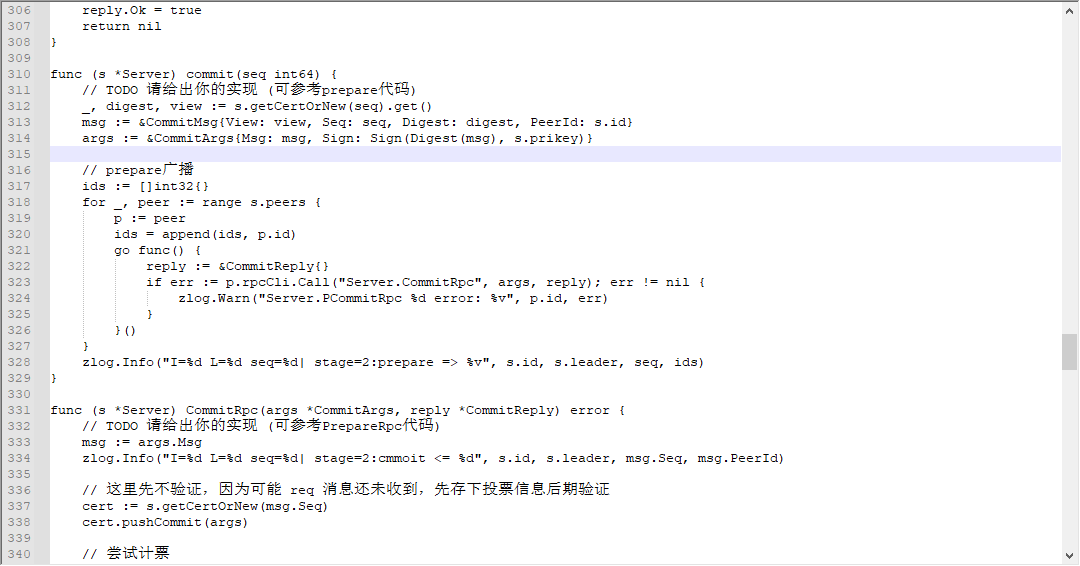 306     reply.Ok = true
307     return nil
308 }
309
310 func (s *Server) commit(seq int64) {
311     // TODO 请给出你的实现 (可参考prepare代码)
312     _, digest, view := s.getCertOrNew(seq).get()
313     msg := &CommitMsg{View: view, Seq: seq, Digest: digest, PeerId: s.id}
314     args := &CommitArgs{Msg: msg, Sign: Sign(Digest(msg), s.prikey)}
315
316     // prepare广播
317     ids := []int32{}
318     for _, peer := range s.peers {
319         p := peer
320         ids = append(ids, p.id)
321         go func() {
322             reply := &CommitReply{}
323             if err := p.rpcCli.Call("Server.CommitRpc", args, reply); err != nil {
324                 zlog.Warn("Server.PCommitRpc %d error: %v", p.id, err)
325             }
326         }()
327     }
328     zlog.Info("I=%d L=%d seq=%d| stage=2:prepare => %v", s.id, s.leader, seq, ids)
329 }
330
331 func (s *Server) CommitRpc(args *CommitArgs, reply *CommitReply) error {
332     // TODO 请给出你的实现 (可参考PrepareRpc代码)
333     msg := args.Msg
334     zlog.Info("I=%d L=%d seq=%d| stage=2:cmmoit <= %d", s.id, s.leader, msg.Seq, msg.PeerId)
335
336     // 这里先不验证，因为可能 req 消息还未收到，先存下投票信息后期验证
337     cert := s.getCertOrNew(msg.Seq)
338     cert.pushCommit(args)
339
340     // 尝试计票